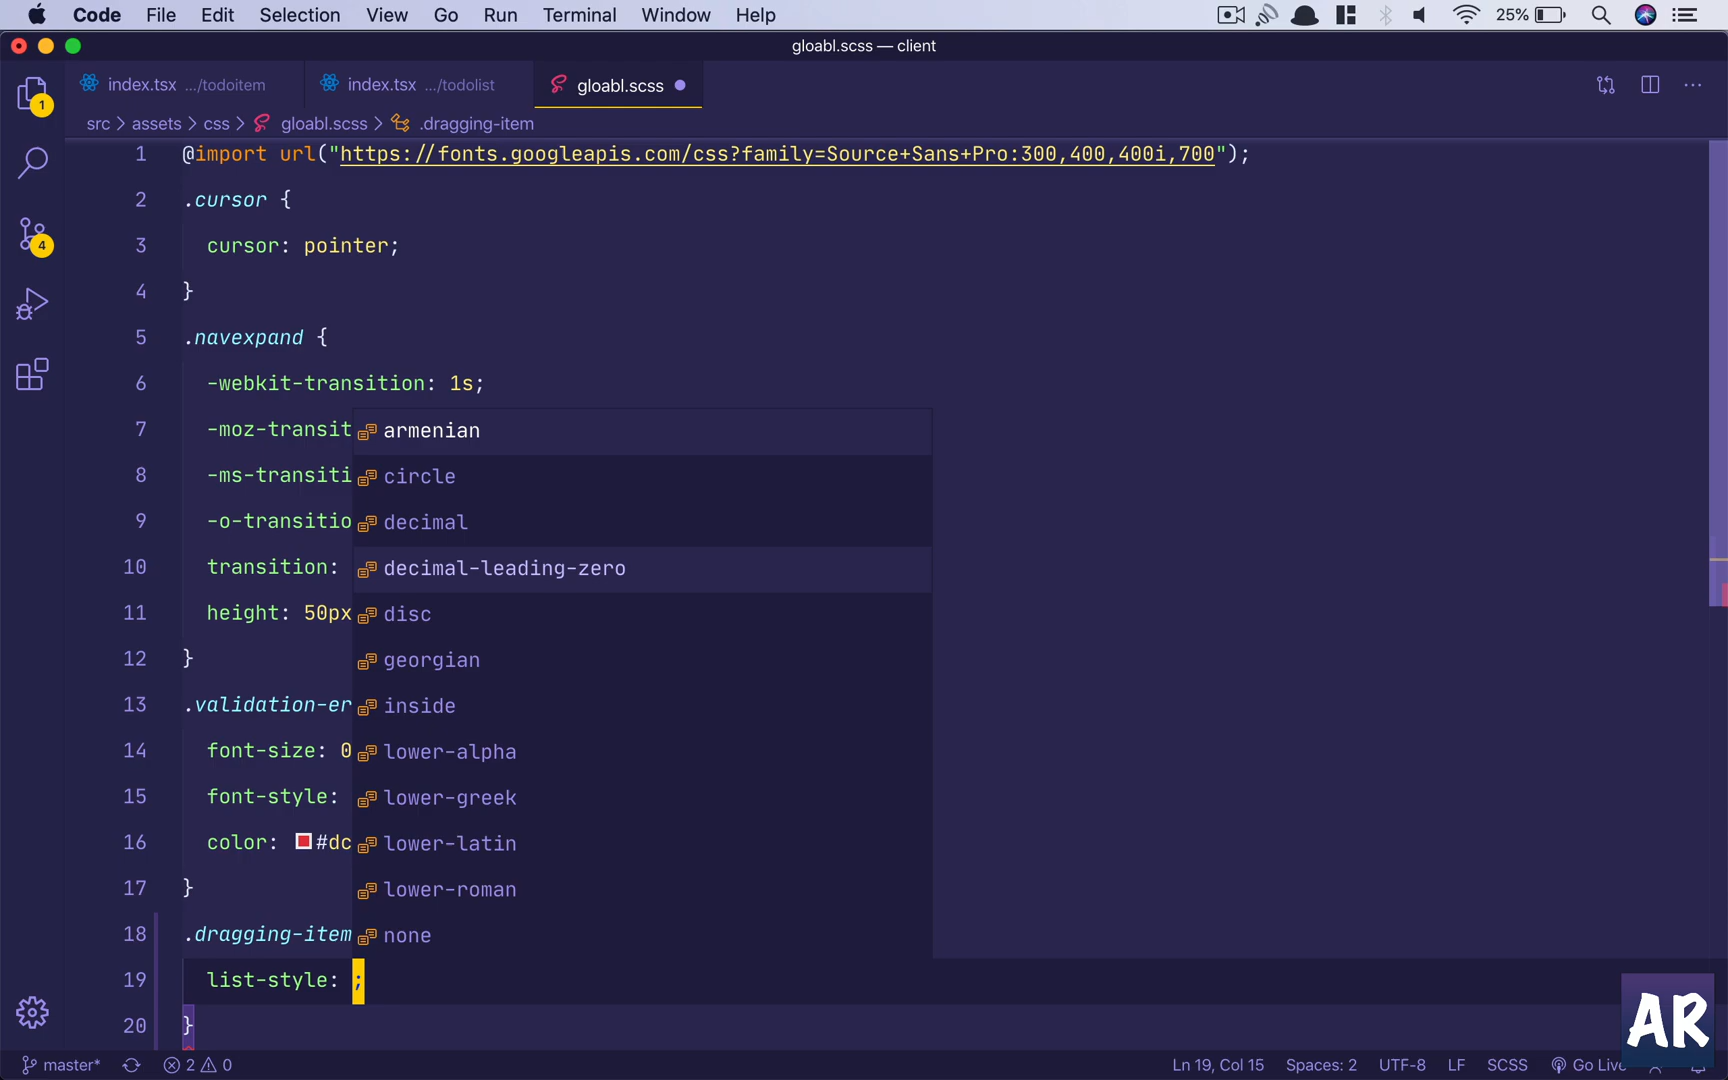 Code File Edit Selection View Go Run Terminal Window Help 25%
gloabl.scss — client
index.tsx .../todoitem index.tsx .../todolist gloabl.scss
src > assets > css > gloabl.scss > .dragging-item
1 @import url("https://fonts.googleapis.com/css?family=Source+Sans+Pro:300,400,400i,700");
2 .cursor {
3 cursor: pointer;
4 }
5 .navexpand {
6 -webkit-transition: 1s;
7 -moz-transit
8 -ms-transiti
9 -o-transitio
10 transition:
11 height: 50px
12 }
13 .validation-er
14 font-size: 0
15 font-style:
16 color: #dc
17 }
18 .dragging-item
19 list-style: ;
20 }
armenian
circle
decimal
decimal-leading-zero
disc
georgian
inside
lower-alpha
lower-greek
lower-latin
lower-roman
none
1
4
AR
master* 2 0 Ln 19, Col 15 Spaces: 2 UTF-8 LF SCSS Go Live